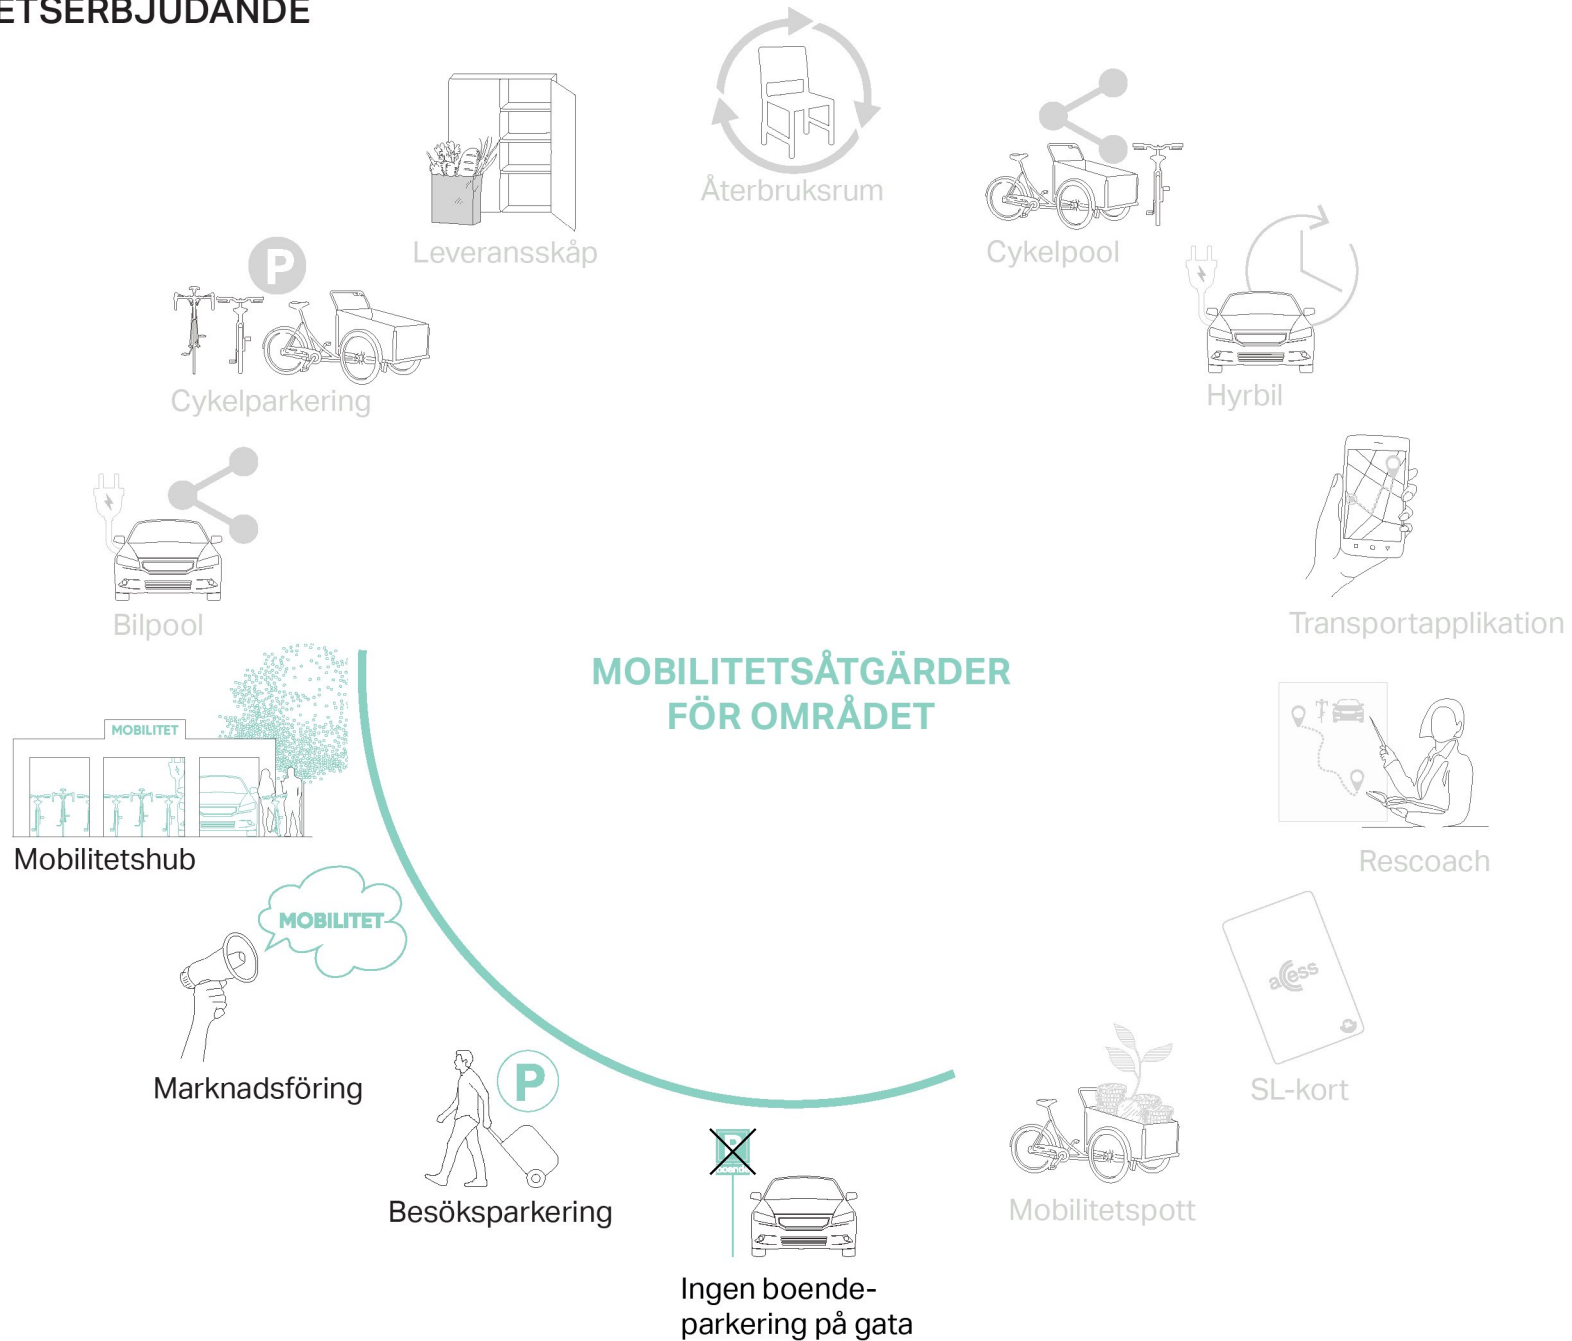 ETSERBJUDANDE
Återbruksrum
Leveransskåp
Cykelpool
P
Cykelparkering
Hyrbil
Bilpool
Transportapplikation
MOBILITETSÅTGÄRDER
FÖR OMRÅDET
MOBILITET
Mobilitetshub
Rescoach
MOBILITET
access
Marknadsföring
SL-kort
P
Besöksparkering
P
boende
Mobilitetspott
Ingen boende-
parkering på gata